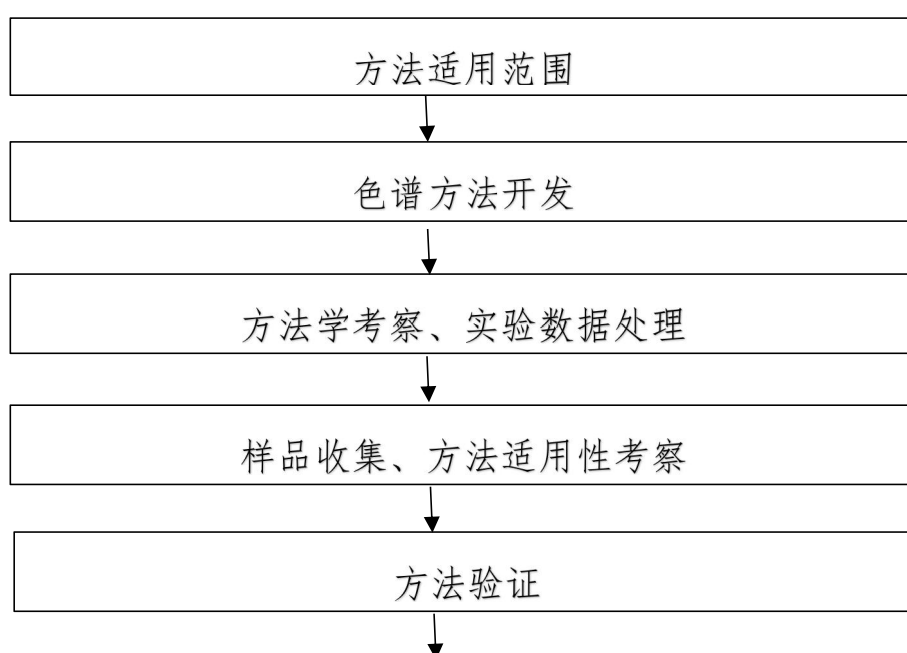 方法适用范围
色谱方法开发
方法学考察、实验数据处理
样品收集、方法适用性考察
方法验证